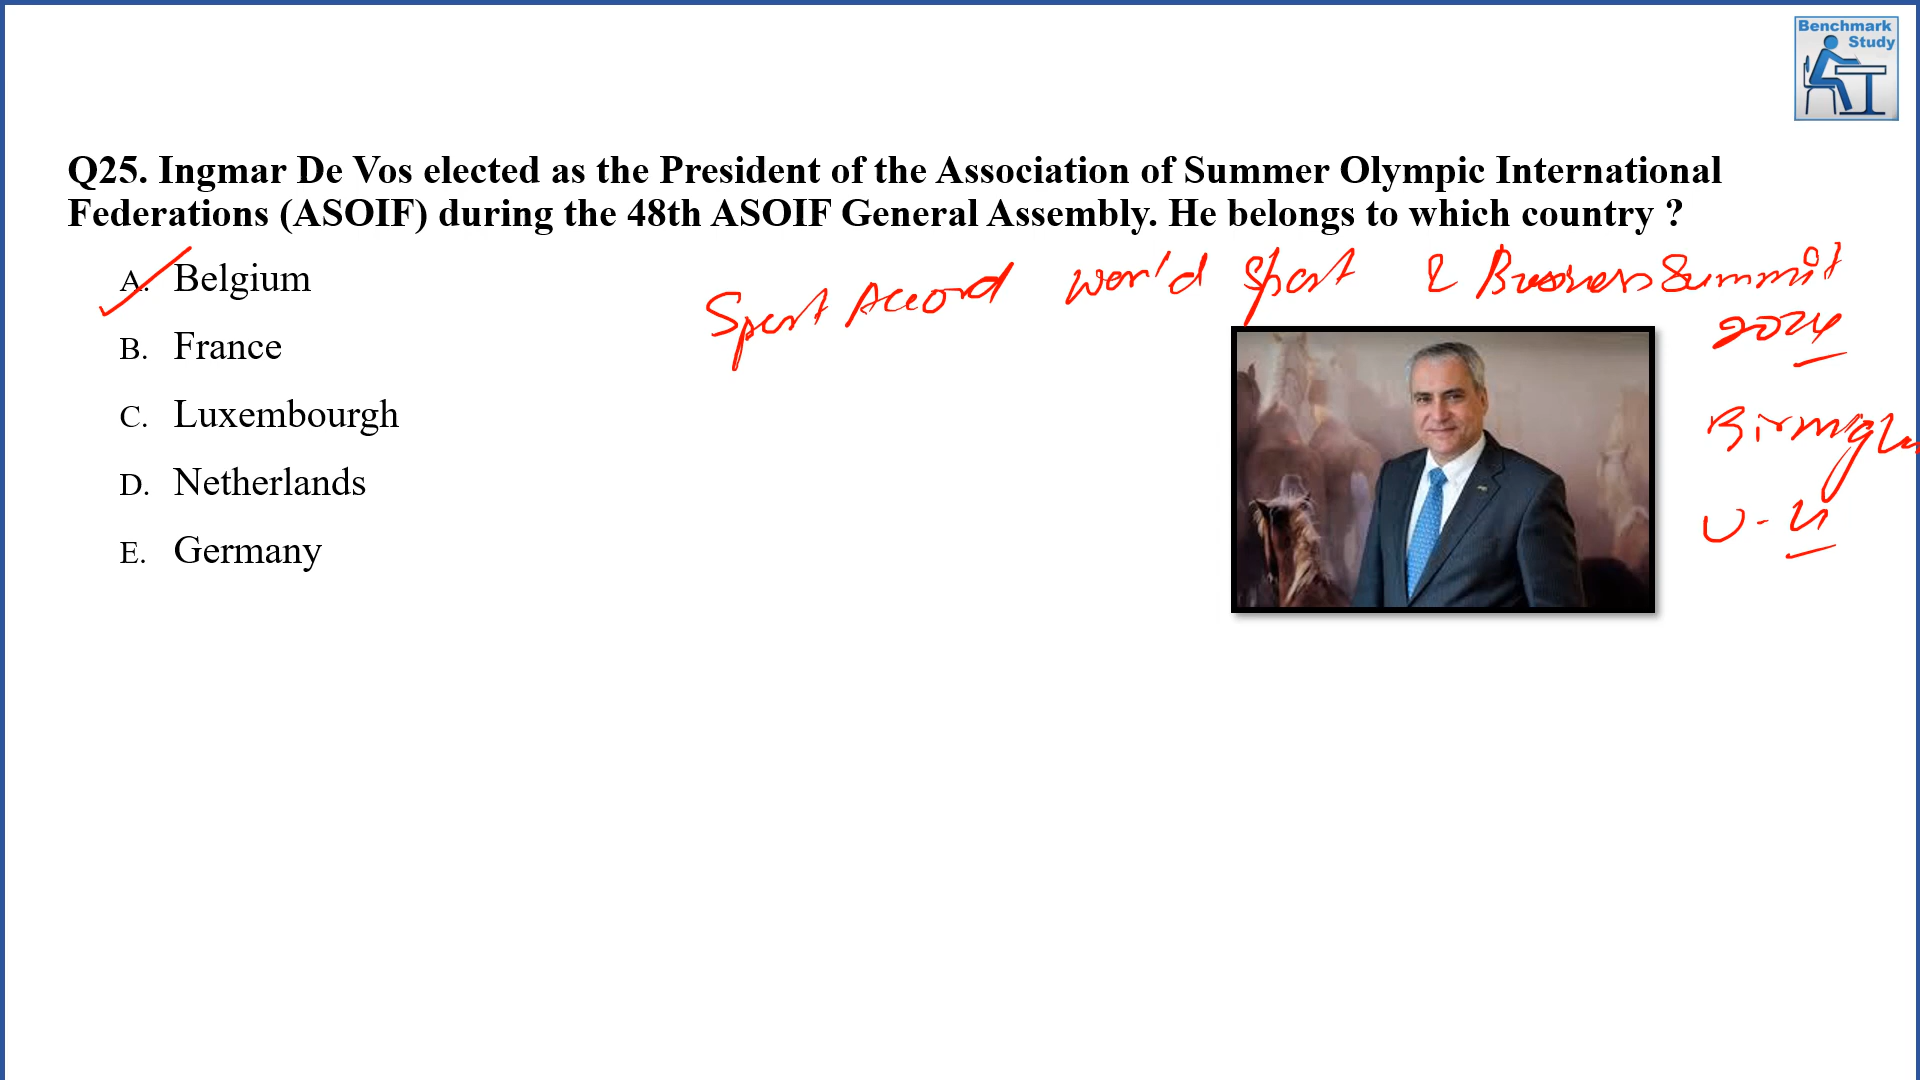 Benchmark
Study
Q25. Ingmar De Vos elected as the President of the Association of Summer Olympic International
Federations (ASOIF) during the 48th ASOIF General Assembly. He belongs to which country ?
A. Belgium
B. France
C. Luxembourgh
D. Netherlands
E. Germany
Sport Accord World Sport & Business Summit
2024
U-K